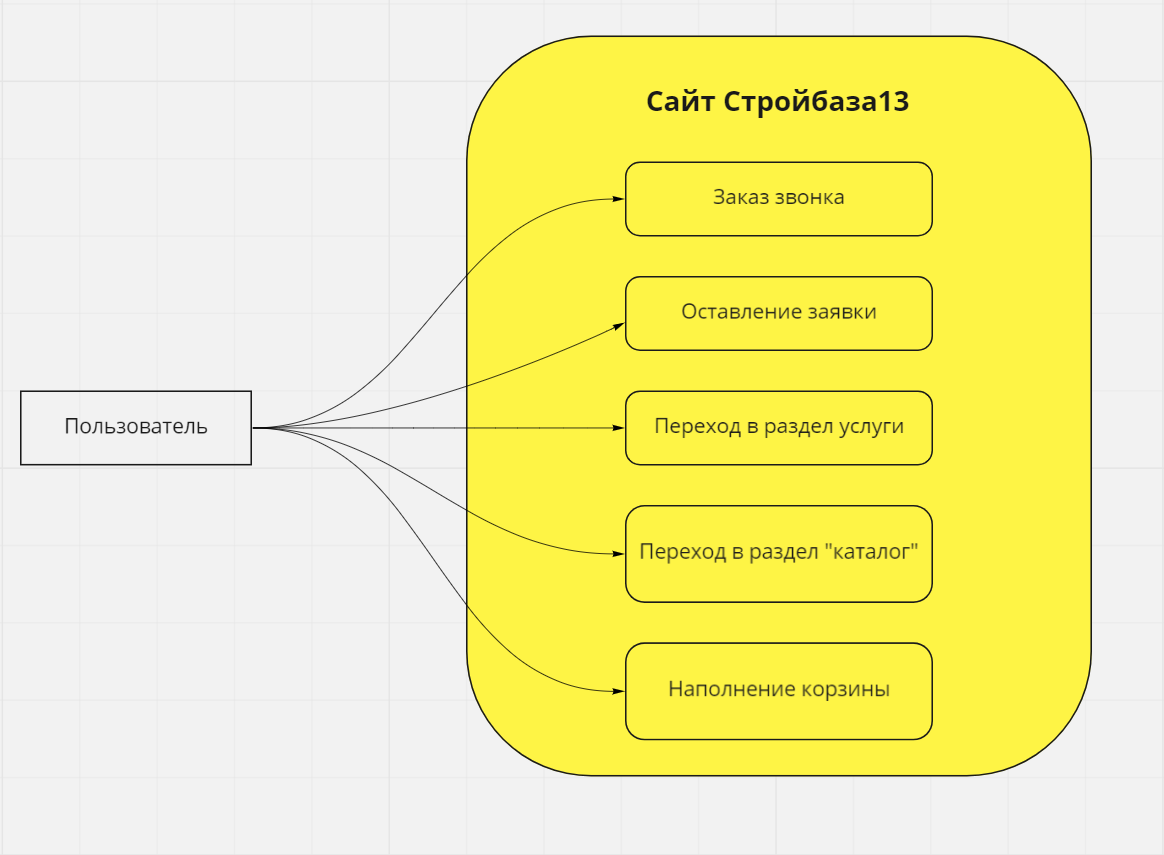 Сайт Стройбаза13
Заказ звонка
Оставление заявки
Пользователь
Переход в раздел услуги
Переход в раздел "каталог"
Наполнение корзины